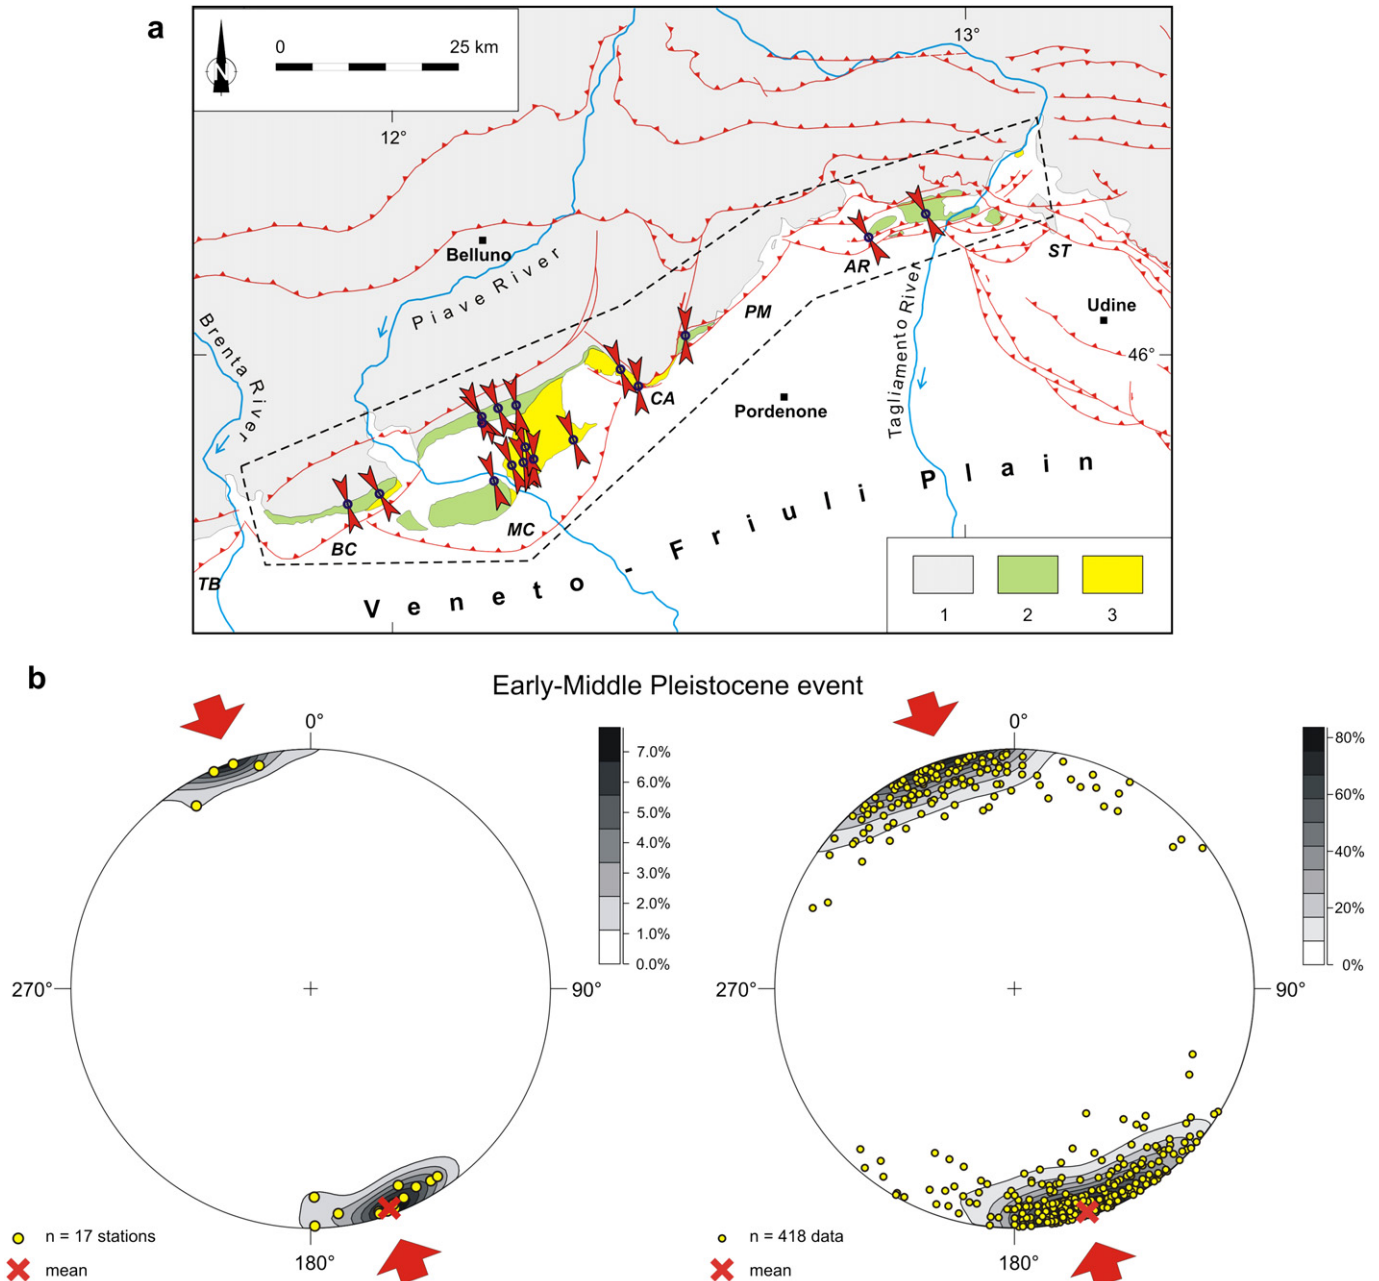 a
0 25 km
N
12°
13°
Belluno
Piave River
Brenta River
AR
ST
PM
Udine
46°
CA
Pordenone
Tagliamento River
MC
BC
TB
Veneto - Friuli Plain
1 2 3
b
Early-Middle Pleistocene event
0°
7.0%
6.0%
5.0%
4.0%
3.0%
2.0%
1.0%
0.0%
270°
90°
180°
n = 17 stations
mean
0°
80%
60%
40%
20%
0%
270°
90°
180°
n = 418 data
mean